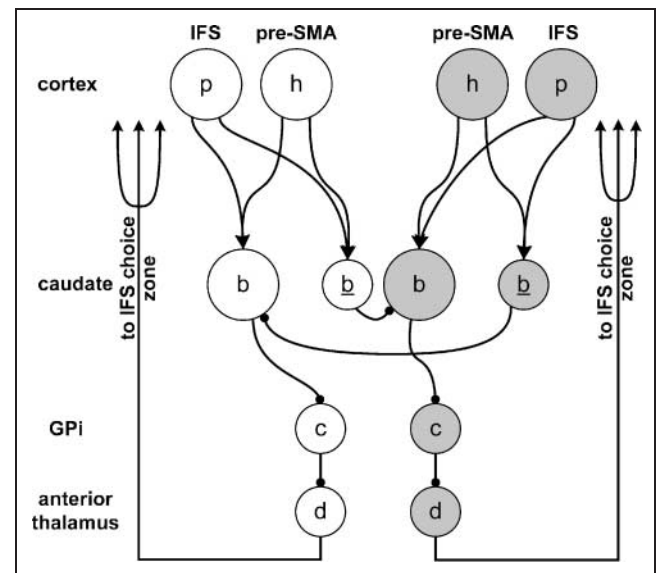 IFS pre-SMA pre-SMA IFS
cortex
p h h p
to IFS choice
zone
to IFS choice
zone
caudate
b b b b
GPi
c c
anterior
thalamus
d d